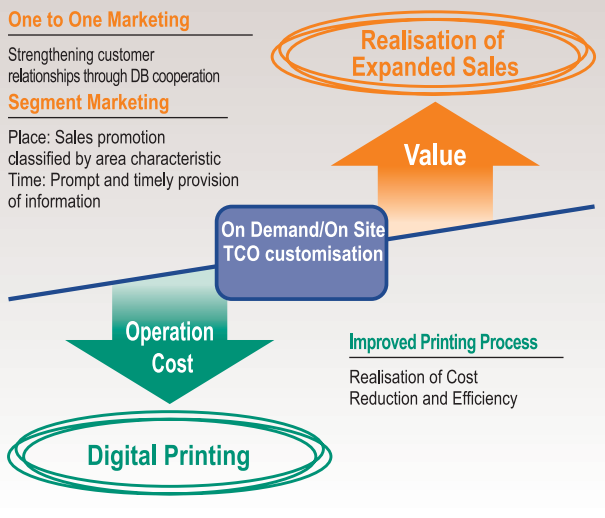 One to One Marketing
Strengthening customer
relationships through DB cooperation
Segment Marketing
Place: Sales promotion
classified by area characteristic
Time: Prompt and timely provision
of information
Realisation of
Expanded Sales
Value
On Demand/On Site
TCO customisation
Operation
Cost
Improved Printing Process
Realisation of Cost
Reduction and Efficiency
Digital Printing